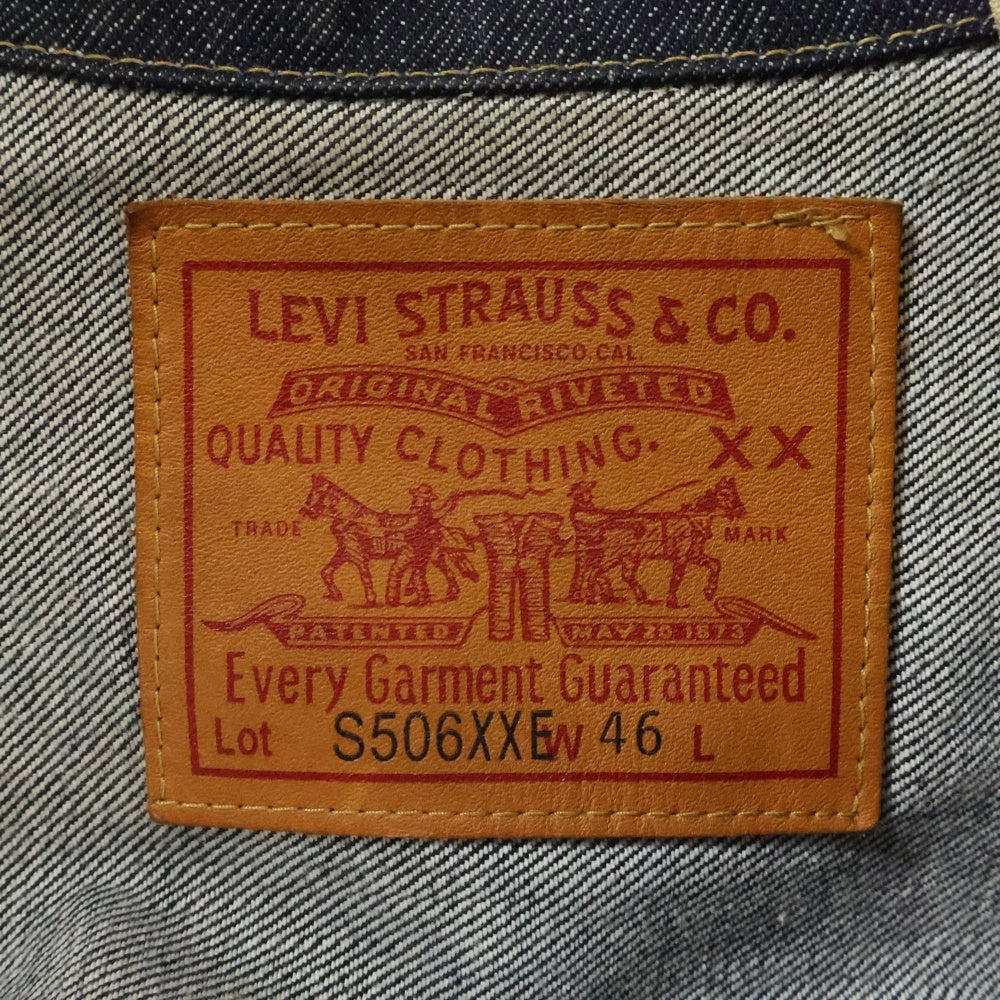 LEVI STRAUSS & CO.
SAN FRANCISCO, CAL.
ORIGINAL RIVETED
QUALITY CLOTHING. XX
TRADE MARK
PATENTED MAY 20 1873
Every Garment Guaranteed
Lot S506XXE W 46 L